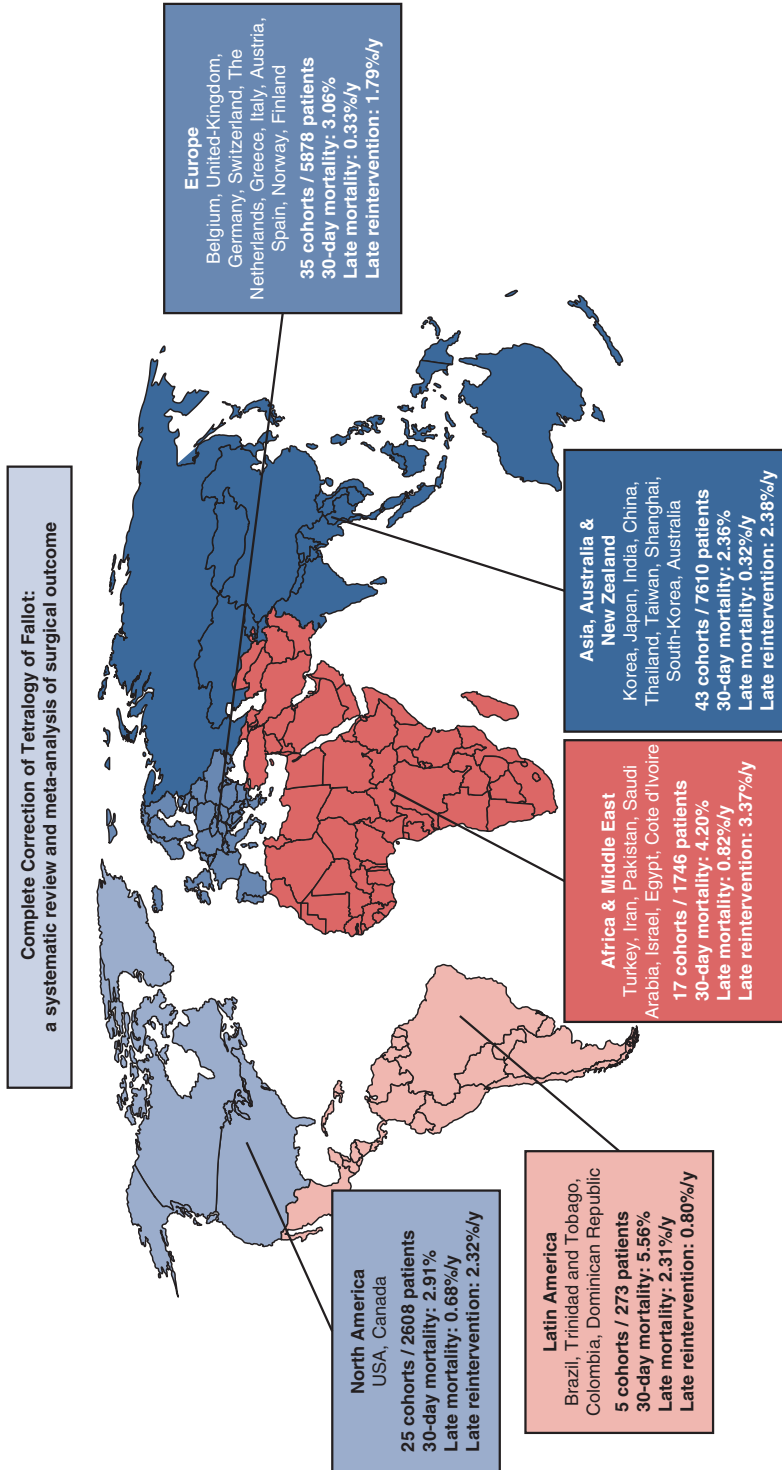 Complete Correction of Tetralogy of Fallot:
a systematic review and meta-analysis of surgical outcome
North America
USA, Canada
25 cohorts / 2608 patients
30-day mortality: 2.91%
Late mortality: 0.68%/y
Late reintervention: 2.32%/y
Europe
Belgium, United-Kingdom,
Germany, Switzerland, The
Netherlands, Greece, Italy, Austria,
Spain, Norway, Finland
35 cohorts / 5878 patients
30-day mortality: 3.06%
Late mortality: 0.33%/y
Late reintervention: 1.79%/y
Latin America
Brazil, Trinidad and Tobago,
Colombia, Dominican Republic
5 cohorts / 273 patients
30-day mortality: 5.56%
Late mortality: 2.31%/y
Late reintervention: 0.80%/y
Africa & Middle East
Turkey, Iran, Pakistan, Saudi
Arabia, Israel, Egypt, Cote d'Ivoire
17 cohorts / 1746 patients
30-day mortality: 4.20%
Late mortality: 0.82%/y
Late reintervention: 3.37%/y
Asia, Australia &
New Zealand
Korea, Japan, India, China,
Thailand, Taiwan, Shanghai,
South-Korea, Australia
43 cohorts / 7610 patients
30-day mortality: 2.36%
Late mortality: 0.32%/y
Late reintervention: 2.38%/y